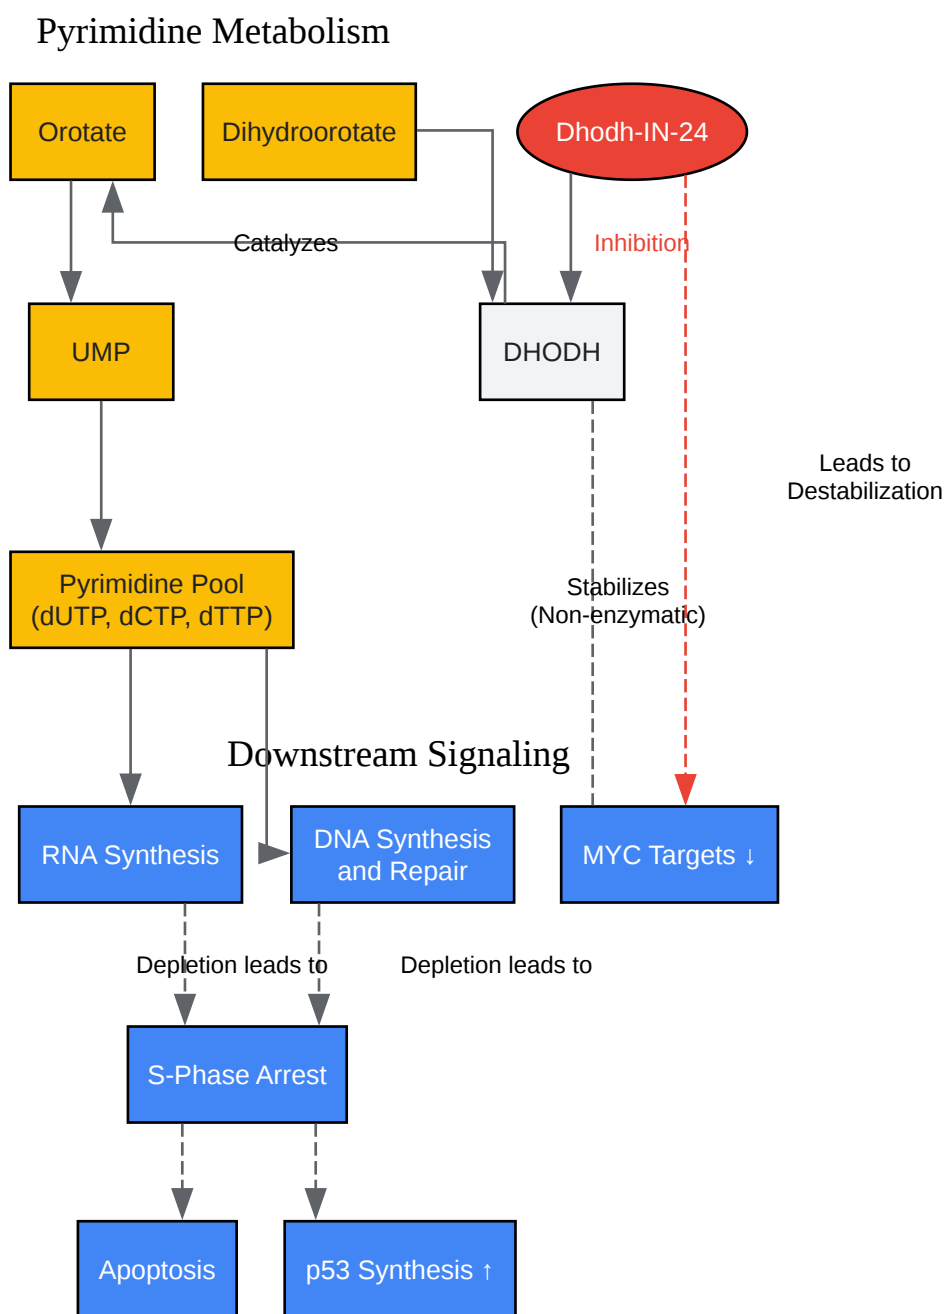 Pyrimidine Metabolism
Orotate
Dihydroorotate
Dhodh-IN-24
Catalyzes
Inhibition
UMP
DHODH
Leads to
Destabilization
Pyrimidine Pool
(dUTP, dCTP, dTTP)
Stabilizes
(Non-enzymatic)
Downstream Signaling
RNA Synthesis
DNA Synthesis
and Repair
MYC Targets ↓
Depletion leads to
Depletion leads to
S-Phase Arrest
Apoptosis
p53 Synthesis ↑